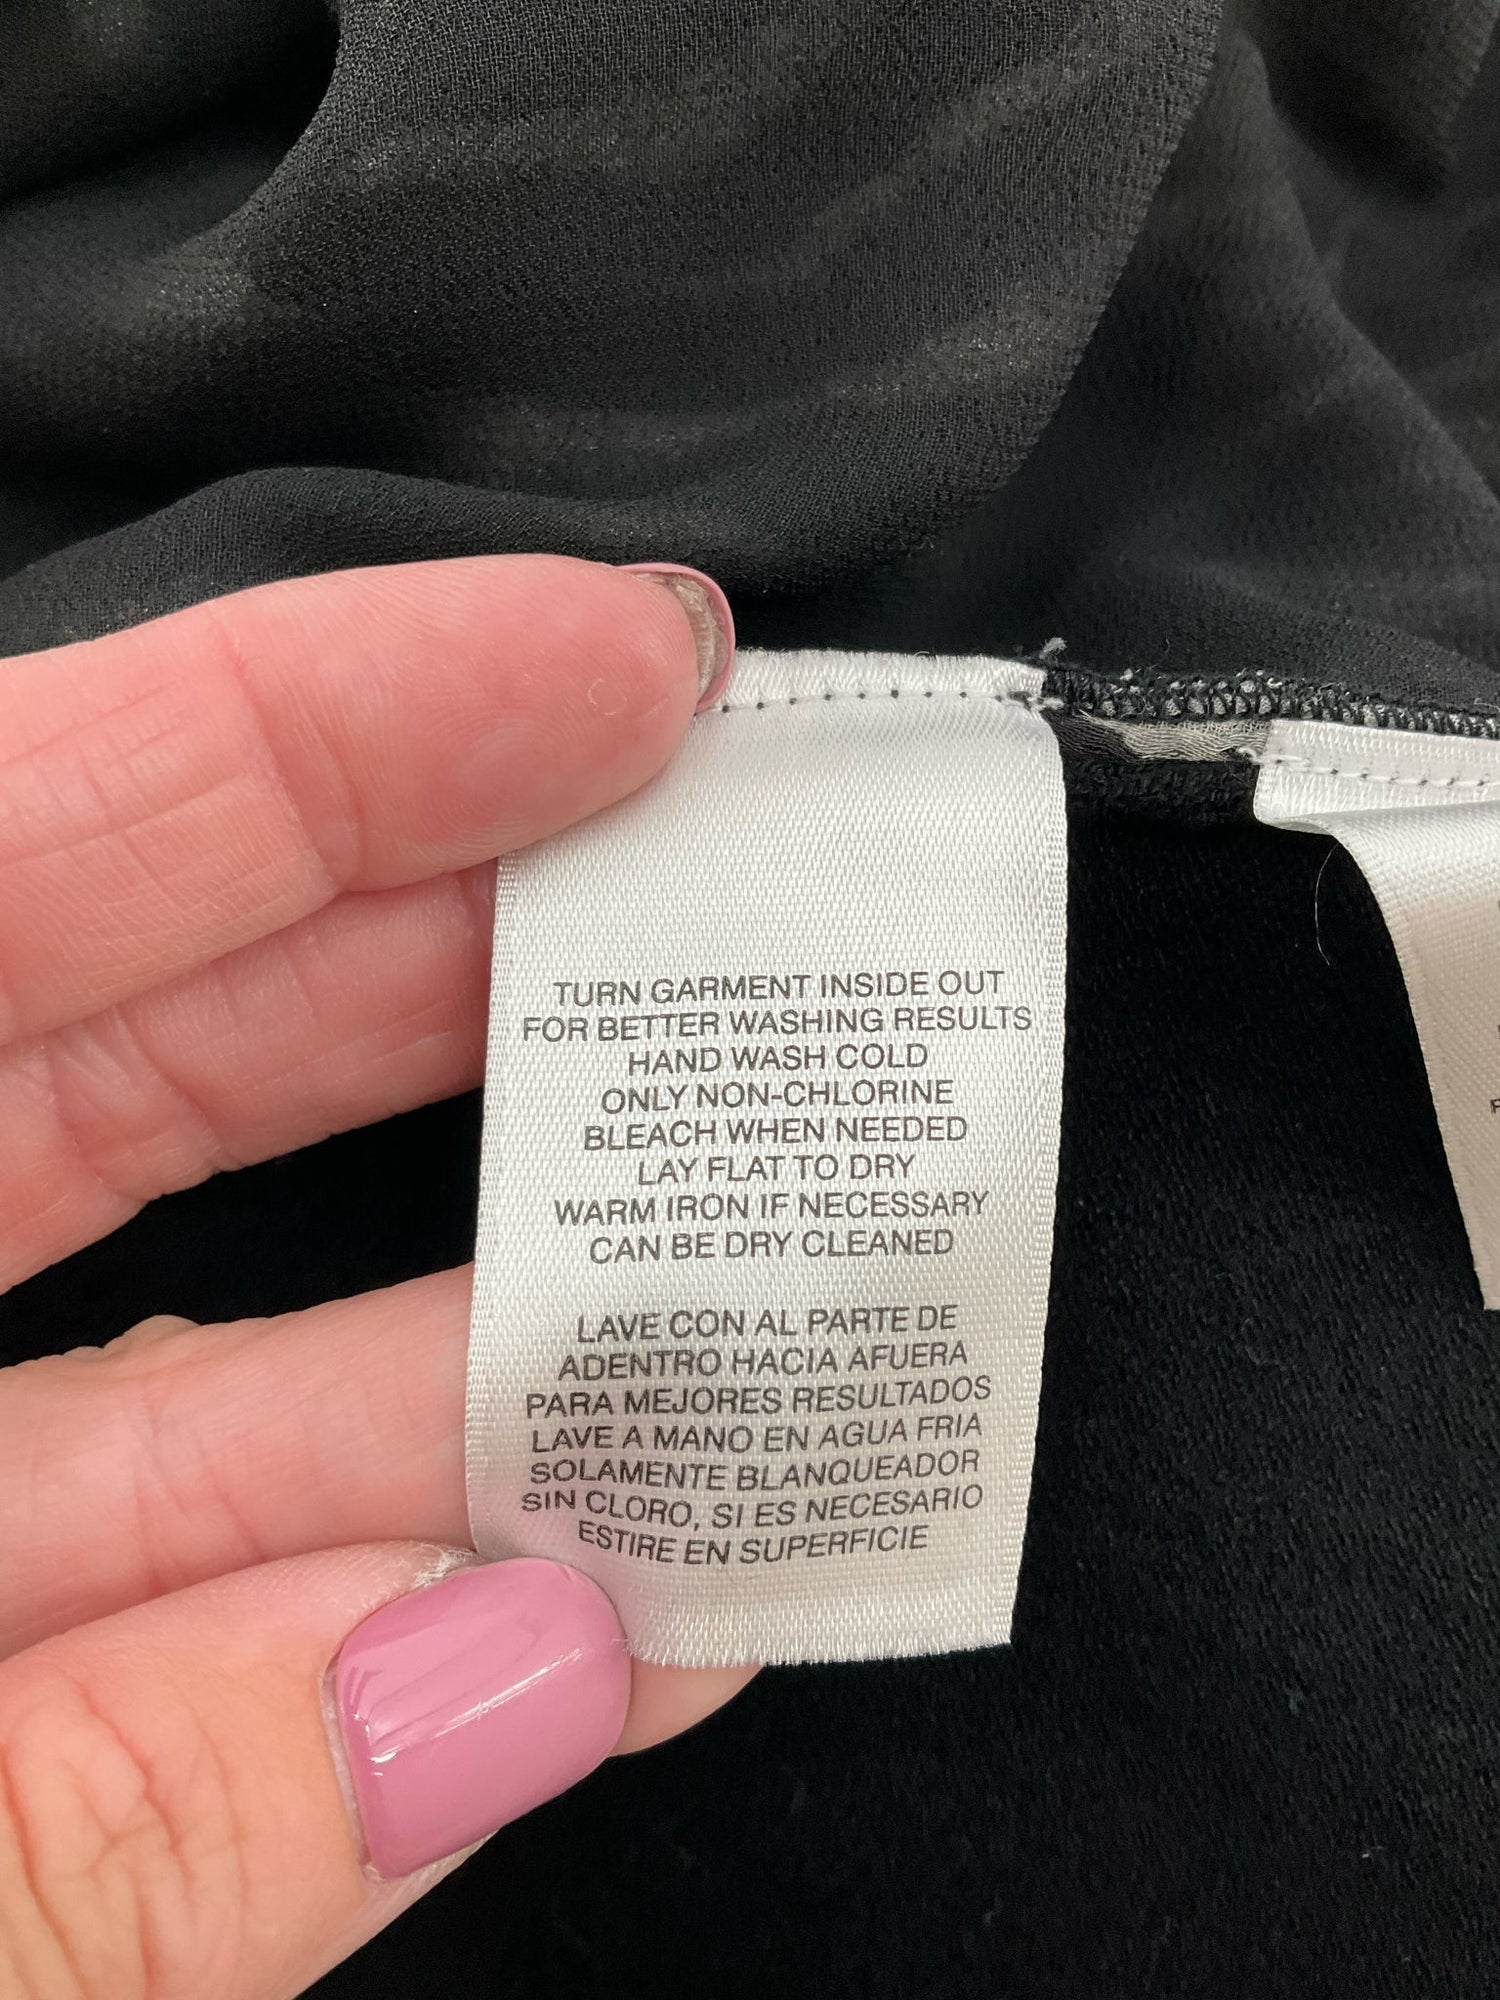 TURN GARMENT INSIDE OUT
FOR BETTER WASHING RESULTS
HAND WASH COLD
ONLY NON-CHLORINE
BLEACH WHEN NEEDED
LAY FLAT TO DRY
WARM IRON IF NECESSARY
CAN BE DRY CLEANED
LAVE CON AL PARTE DE
ADENTRO HACIA AFUERA
PARA MEJORES RESULTADOS
LAVE A MANO EN AGUA FRIA
SOLAMENTE BLANQUEADOR
SIN CLORO, SI ES NECESARIO
ESTIRE EN SUPERFICIE